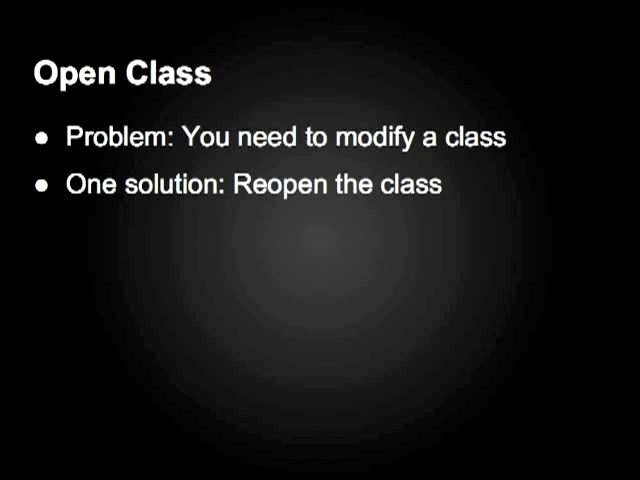 Open Class
● Problem: You need to modify a class
● One solution: Reopen the class